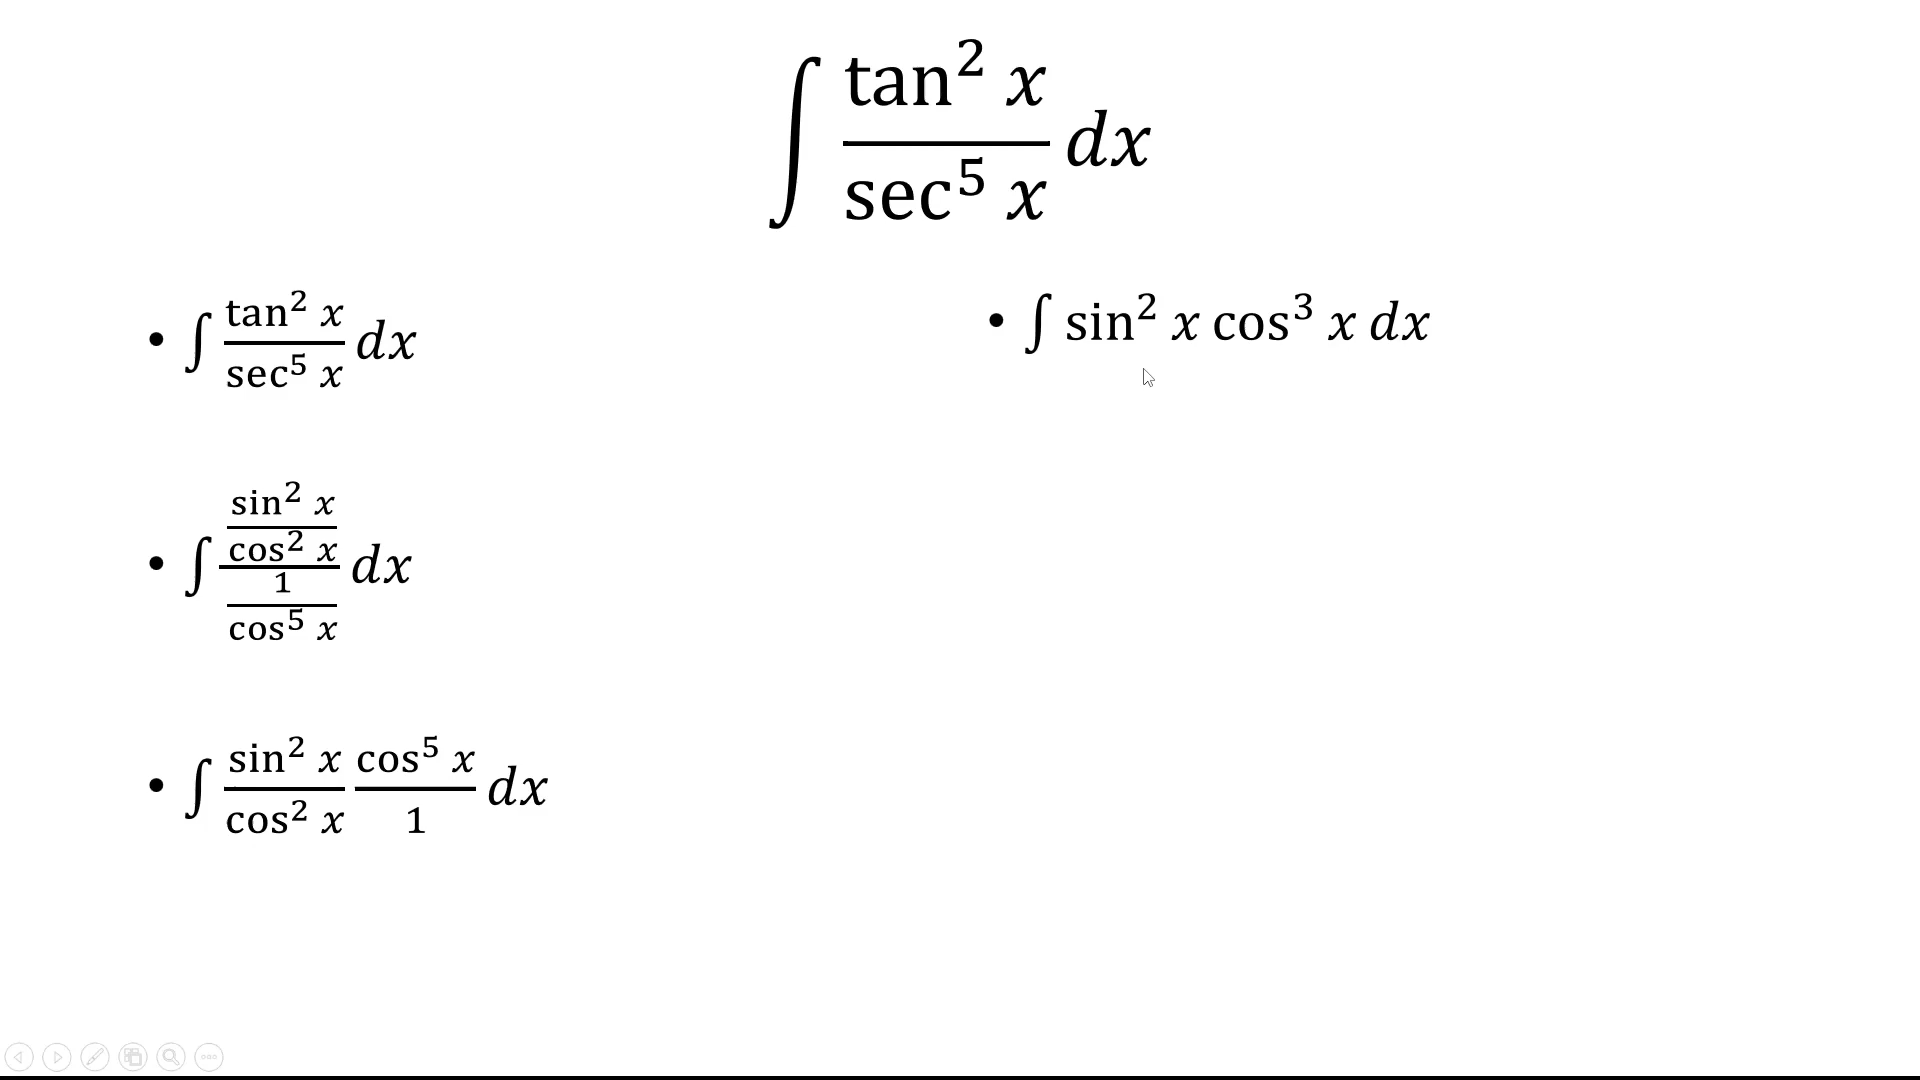 ∫ tan² x / sec⁵ x dx
• ∫ tan² x / sec⁵ x dx
• ∫ (sin² x / cos² x) / (1 / cos⁵ x) dx
• ∫ sin² x / cos² x cos⁵ x / 1 dx
• ∫ sin² x cos³ x dx